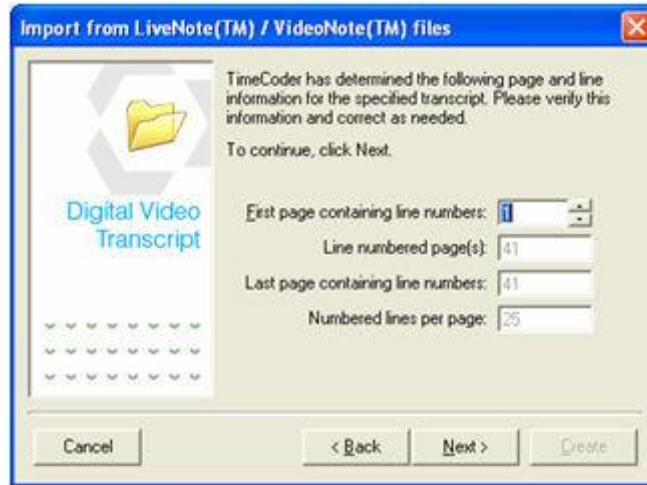 Import from LiveNote(TM) / VideoNote(TM) files
TimeCoder has determined the following page and line
information for the specified transcript. Please verify this
information and correct as needed.
To continue, click Next.
Digital Video
Transcript
First page containing line numbers: 1
Line numbered page(s): 41
Last page containing line numbers: 41
Numbered lines per page: 25
Cancel
< Back
Next >
Create